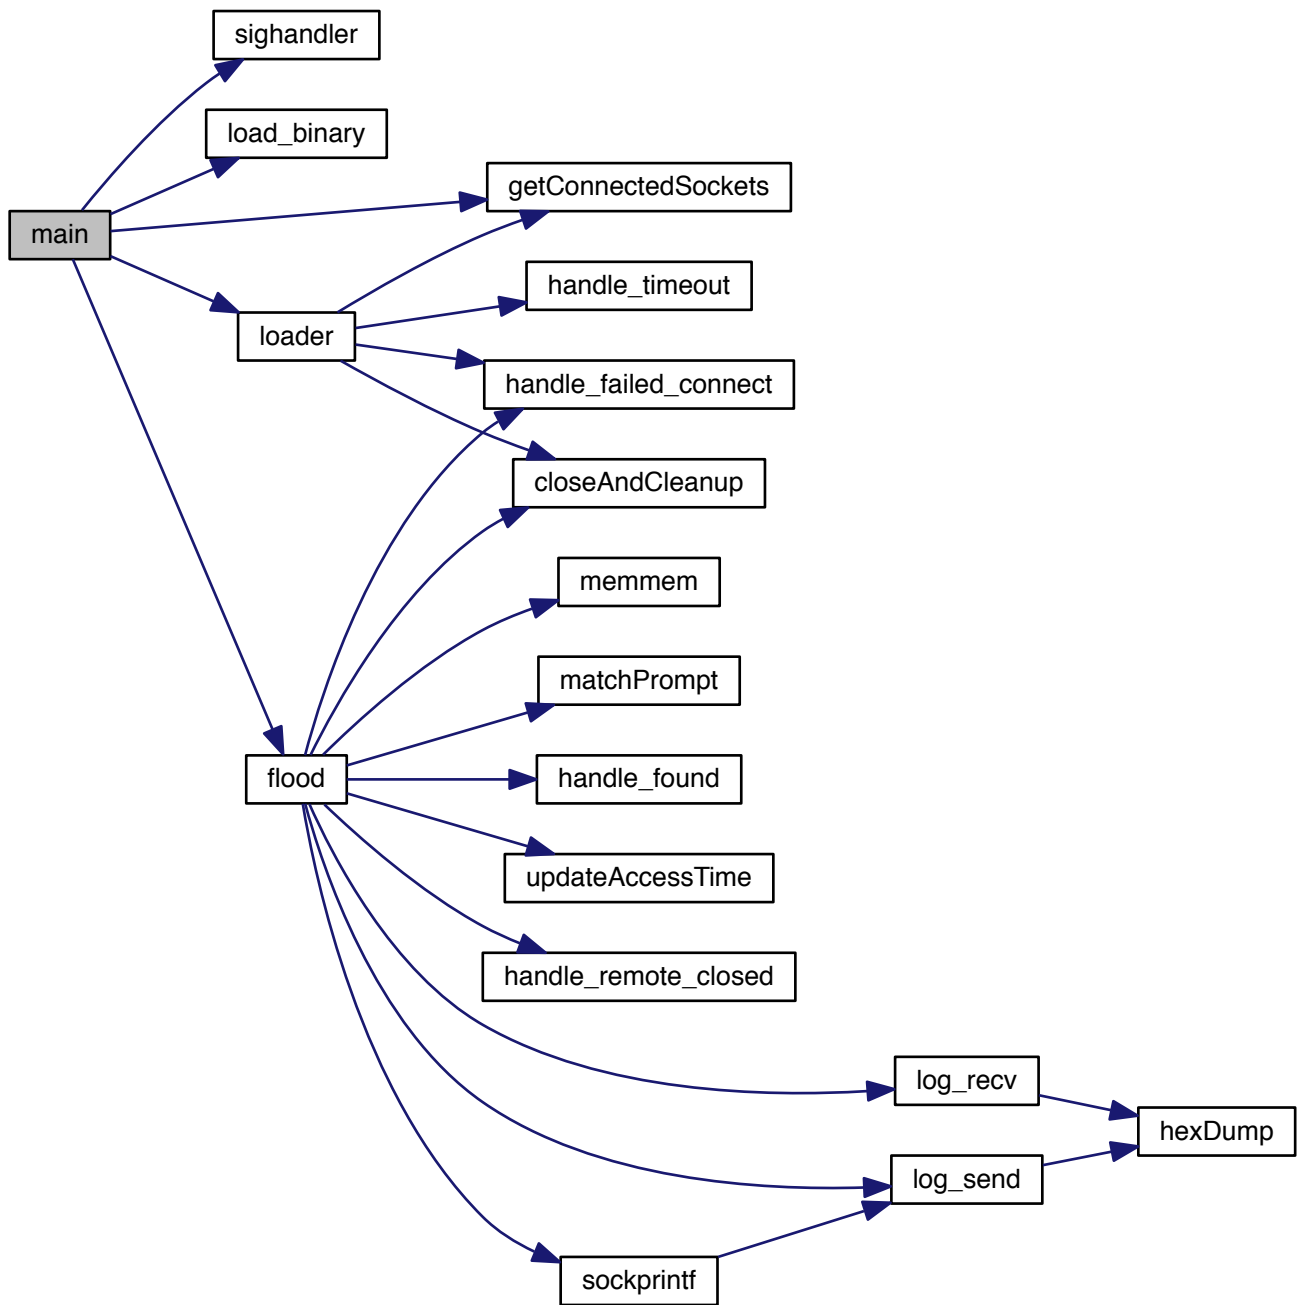 sighandler
load_binary
getConnectedSockets
main
handle_timeout
loader
handle_failed_connect
closeAndCleanup
memmem
matchPrompt
flood
handle_found
updateAccessTime
handle_remote_closed
log_recv
hexDump
log_send
sockprintf